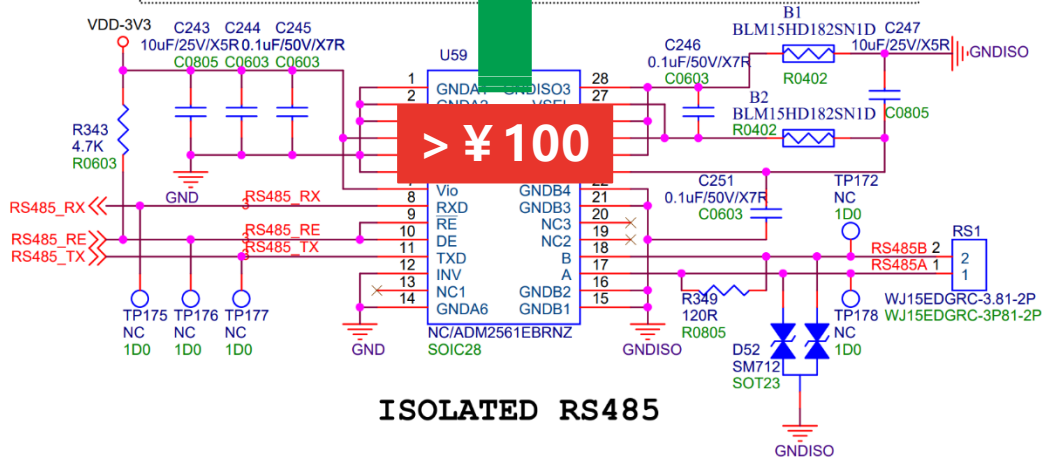 B1
BLM15HD182SN1D
VDD-3V3
C243 C244 C245
10uF/25V/X5R 0.1uF/50V/X7R
C0805 C0603 C0603
C246
0.1uF/50V/X7R
C0603
R0402
C247
10uF/25V/X5R
C0805
GNDISO
B2
BLM15HD182SN1D
R0402
R343
4.7K
R0603
GND
U59
1
2
28
27
> ¥ 100
Vio
8 RXD
9 RE
10 DE
11 TXD
12 INV
13 NC1
14 GNDA6
GNDB4
GNDB3 21
NC3 20
NC2 19
B 18
A 17
GNDB2 16
GNDB1 15
NC/ADM2561EBRNZ
SOIC28
RS485_RX RS485_RX
RS485_RE RS485_RE
RS485_TX RS485_TX
TP175 TP176 TP177
NC NC NC
1D0 1D0 1D0
GND
GNDISO
C251
0.1uF/50V/X7R
C0603
TP172
NC
1D0
RS1
RS485B 2 2
RS485A 1 1
WJ15EDGRC-3.81-2P
WJ15EDGRC-3P81-2P
R349
120R
R0805
TP178
NC
1D0
D52
SM712
SOT23
GNDISO
ISOLATED RS485